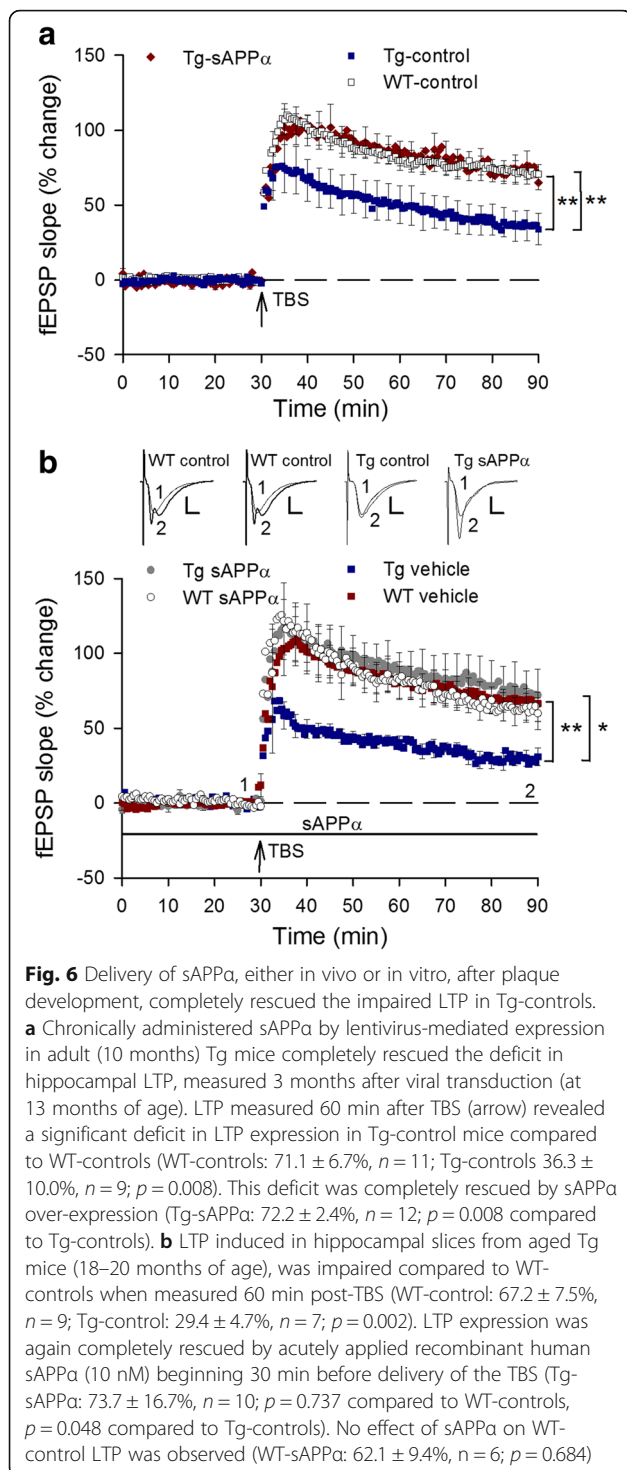 a
Tg-sAPPα Tg-control
WT-control
150
100
50
0
-50
fEPSP slope (% change)
** **
TBS
0 10 20 30 40 50 60 70 80 90
Time (min)
b
WT control WT control Tg control Tg sAPPα
1 1 1 1
2 2 2 2
Tg sAPPα Tg vehicle
WT sAPPα WT vehicle
150
100
50
0
-50
fEPSP slope (% change)
** *
1 2
sAPPα
TBS
0 10 20 30 40 50 60 70 80 90
Time (min)
Fig. 6 Delivery of sAPPα, either in vivo or in vitro, after plaque
development, completely rescued the impaired LTP in Tg-controls.
a Chronically administered sAPPα by lentivirus-mediated expression
in adult (10 months) Tg mice completely rescued the deficit in
hippocampal LTP, measured 3 months after viral transduction (at
13 months of age). LTP measured 60 min after TBS (arrow) revealed
a significant deficit in LTP expression in Tg-control mice compared
to WT-controls (WT-controls: 71.1 ± 6.7%, n = 11; Tg-controls 36.3 ±
10.0%, n = 9; p = 0.008). This deficit was completely rescued by sAPPα
over-expression (Tg-sAPPα: 72.2 ± 2.4%, n = 12; p = 0.008 compared
to Tg-controls). b LTP induced in hippocampal slices from aged Tg
mice (18–20 months of age), was impaired compared to WT-
controls when measured 60 min post-TBS (WT-control: 67.2 ± 7.5%,
n = 9; Tg-control: 29.4 ± 4.7%, n = 7; p = 0.002). LTP expression was
again completely rescued by acutely applied recombinant human
sAPPα (10 nM) beginning 30 min before delivery of the TBS (Tg-
sAPPα: 73.7 ± 16.7%, n = 10; p = 0.737 compared to WT-controls,
p = 0.048 compared to Tg-controls). No effect of sAPPα on WT-
control LTP was observed (WT-sAPPα: 62.1 ± 9.4%, n = 6; p = 0.684)